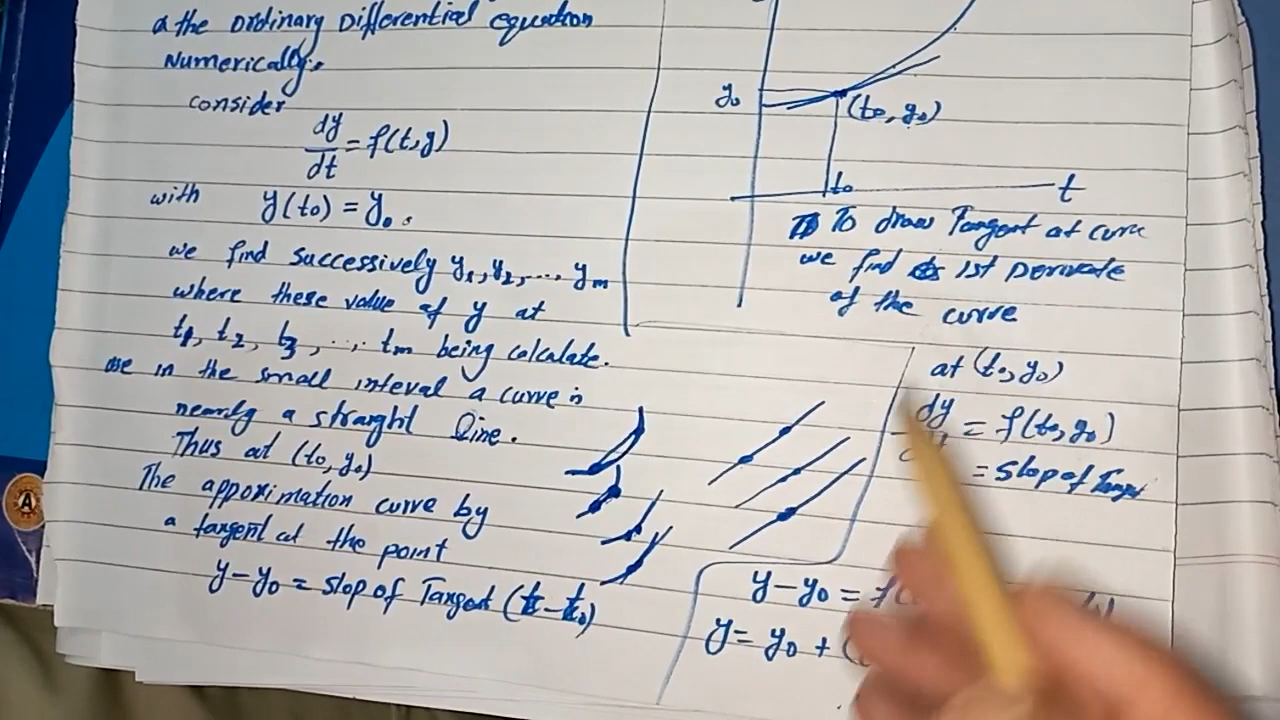 a the Ordinary Differential equation
Numerically.
consider
dy/dt = f(t,y)
with y(t₀) = y₀.
we find successively y₁, y₂, .... yₘ
where these value of y at
t₁, t₂, t₃, ..., tₘ being calculate.
in the small interval a curve is
nearly a straight Line.
Thus at (t₀, y₀)
The appoximation curve by
a tangent at the point
y-y₀ = slop of Tangent (t-t₀)
y₀
(t₀, y₀)
t₀
t
To draw Tangent at curve
we find 1st Derivate
of the curve
at (t₀, y₀)
dy = f(t₀, y₀)
= slop of Tangent
y-y₀ = f(
y = y₀ + (
A